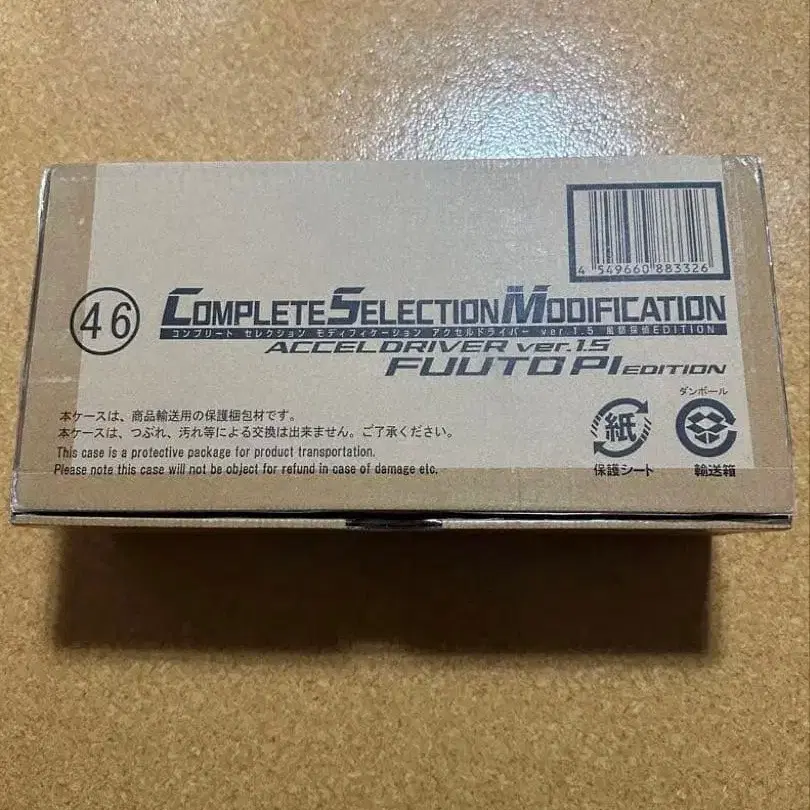 4 549660 883326
46
COMPLETE SELECTION MODIFICATION
コンプリート セレクション モディフィケーション アクセルドライバー ver.1.5 風都探偵EDITION
ACCELDRIVER ver.1.5
FUUTO PI EDITION
本ケースは、商品輸送用の保護梱包材です。
本ケースは、つぶれ、汚れ等による交換は出来ません。ご了承ください。
This case is a protective package for product transportation.
Please note this case will not be object for refund in case of damage etc.
紙
保護シート
ダンボール
輸送箱